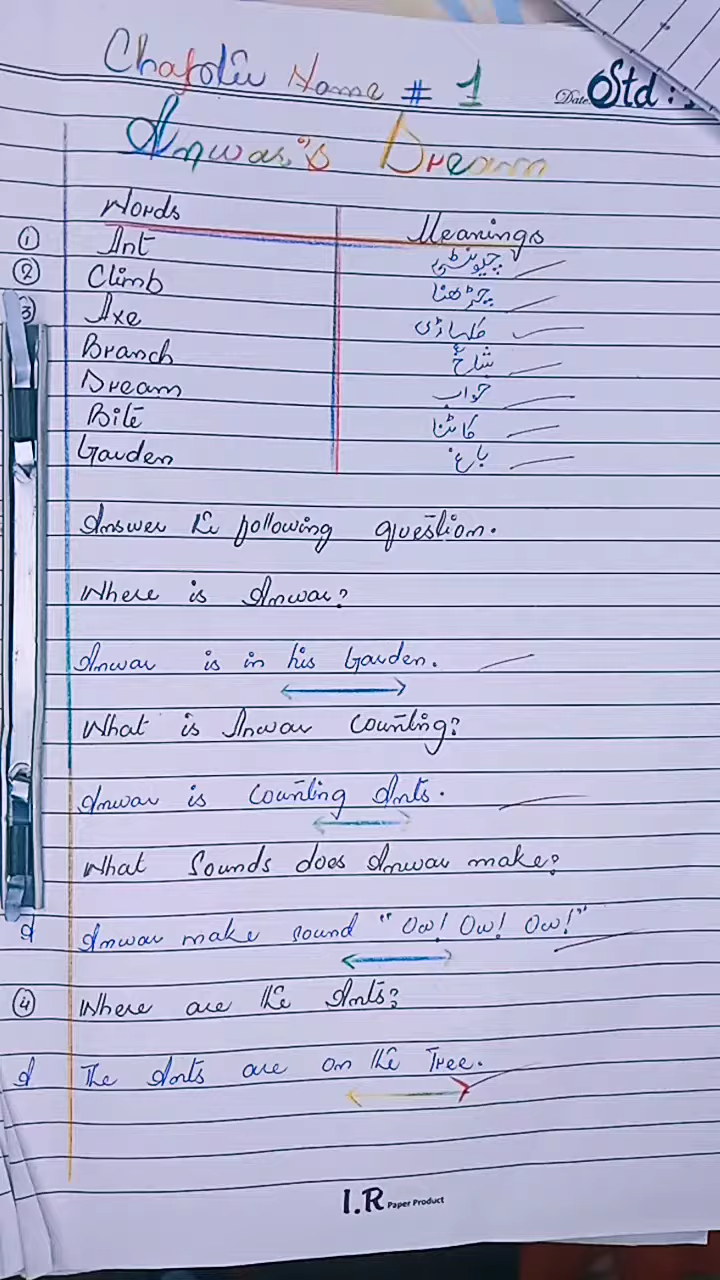 Chapter Name # 1
Date: Std:
Anwar's Dream
Words Meanings
① Ant چیونٹی
② Climb چڑھنا
3 Axe کلہاڑی
Branch شاخ
Dream خواب
Bite کاٹنا
Garden باغ
Answer the following question.
Where is Anwar?
Anwar is in his Garden.
What is Anwar Counting?
Anwar is Counting Ants.
What Sounds does Anwar make?
A Anwar make sound "Ow! Ow! Ow!"
④ Where are the Ants?
A The Ants are on the Tree.
I.R Paper Product